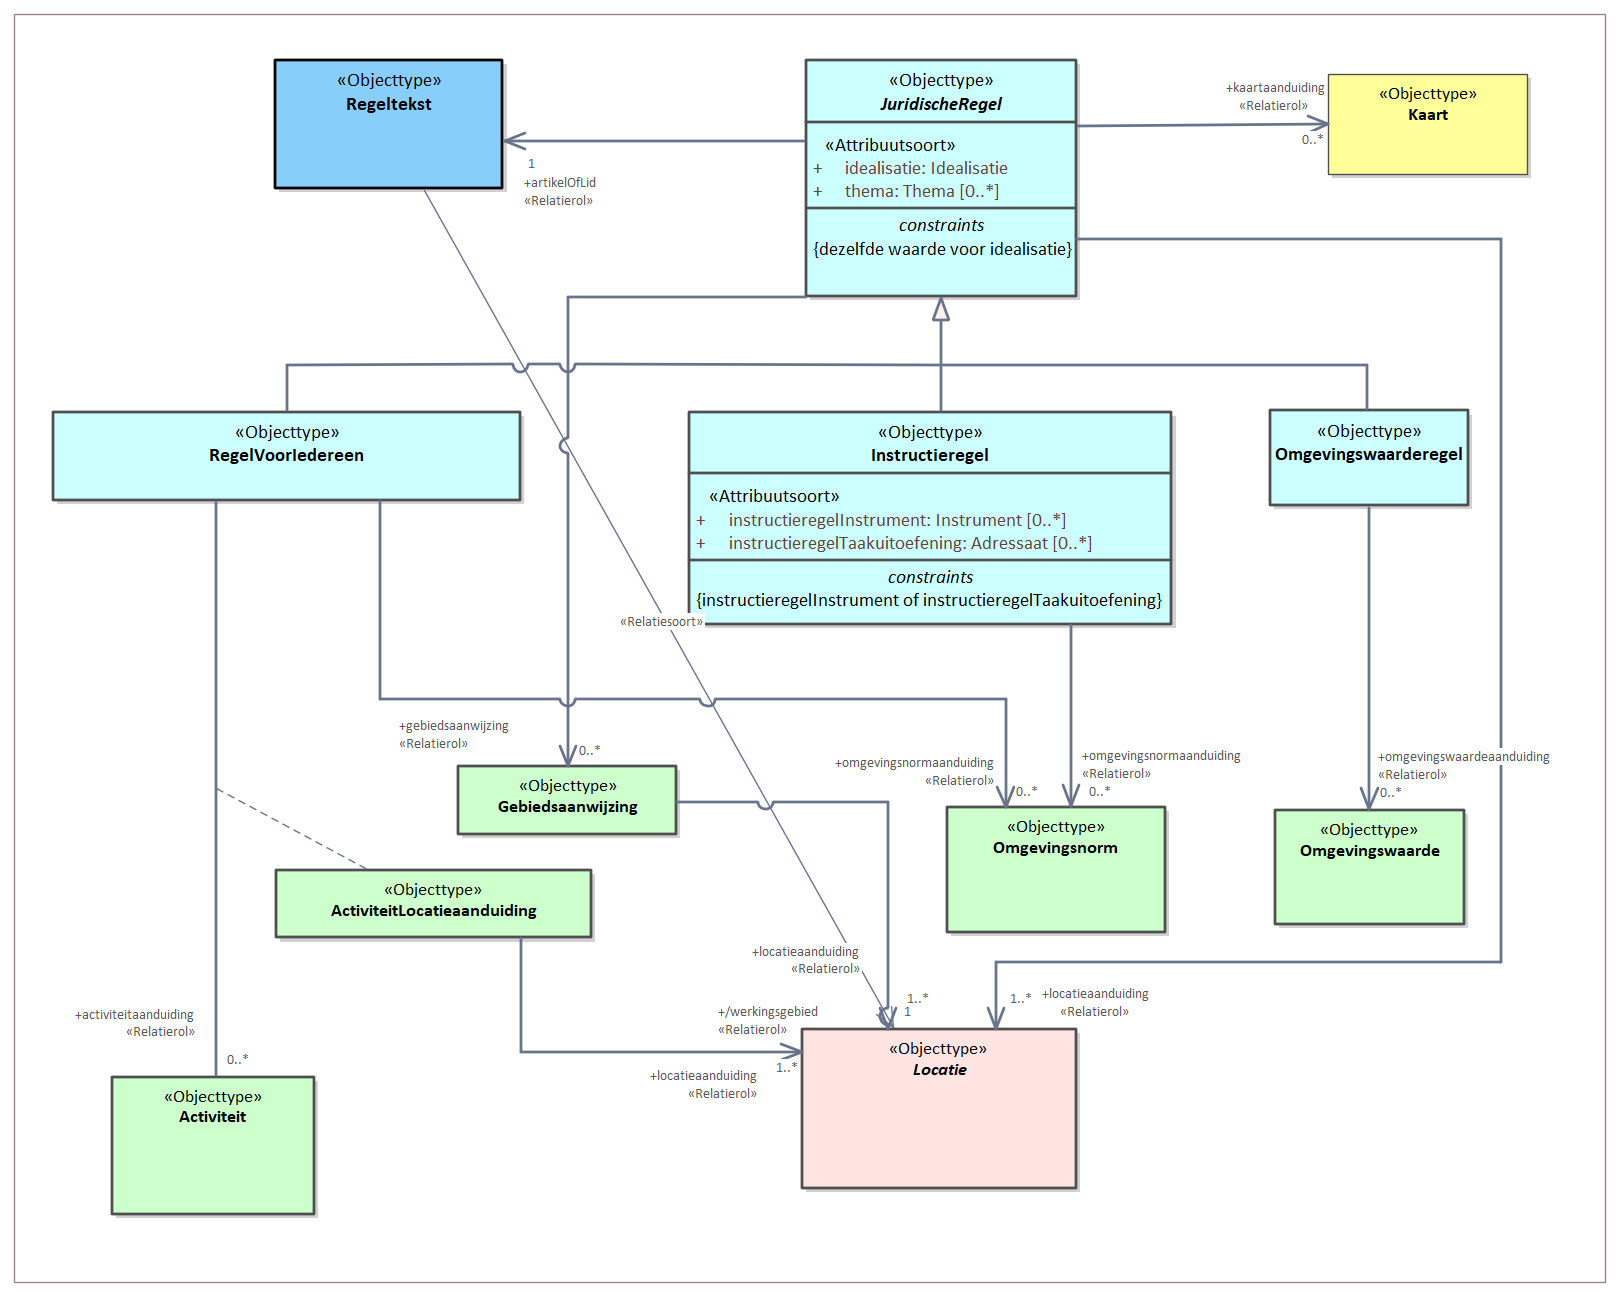 «Objecttype»
Regeltekst
«Objecttype»
JuridischeRegel
«Attribuutsoort»
+ idealisatie: Idealisatie
+ thema: Thema [0..*]
constraints
{dezelfde waarde voor idealisatie}
+kaartaanduiding
«Relatierol»
0..*
«Objecttype»
Kaart
1
+artikelOfLid
«Relatierol»
«Objecttype»
RegelVoorIedereen
«Objecttype»
Instructieregel
«Attribuutsoort»
+ instructieregelInstrument: Instrument [0..*]
+ instructieregelTaakuitoefening: Adressaat [0..*]
constraints
{instructieregelInstrument of instructieregelTaakuitoefening}
«Objecttype»
Omgevingswaarderegel
«Relatiesoort»
+gebiedsaanwijzing
«Relatierol»
0..*
+omgevingsnormaanduiding
«Relatierol»
0..*
+omgevingsnormaanduiding
«Relatierol»
0..*
+omgevingswaardeaanduiding
«Relatierol»
0..*
«Objecttype»
Gebiedsaanwijzing
«Objecttype»
Omgevingsnorm
«Objecttype»
Omgevingswaarde
«Objecttype»
ActiviteitLocatieaanduiding
+locatieaanduiding
«Relatierol»
1..*
1
1..*
+locatieaanduiding
«Relatierol»
+/werkingsgebied
«Relatierol»
+activiteitaanduiding
«Relatierol»
0..*
1..*
+locatieaanduiding
«Relatierol»
«Objecttype»
Locatie
«Objecttype»
Activiteit